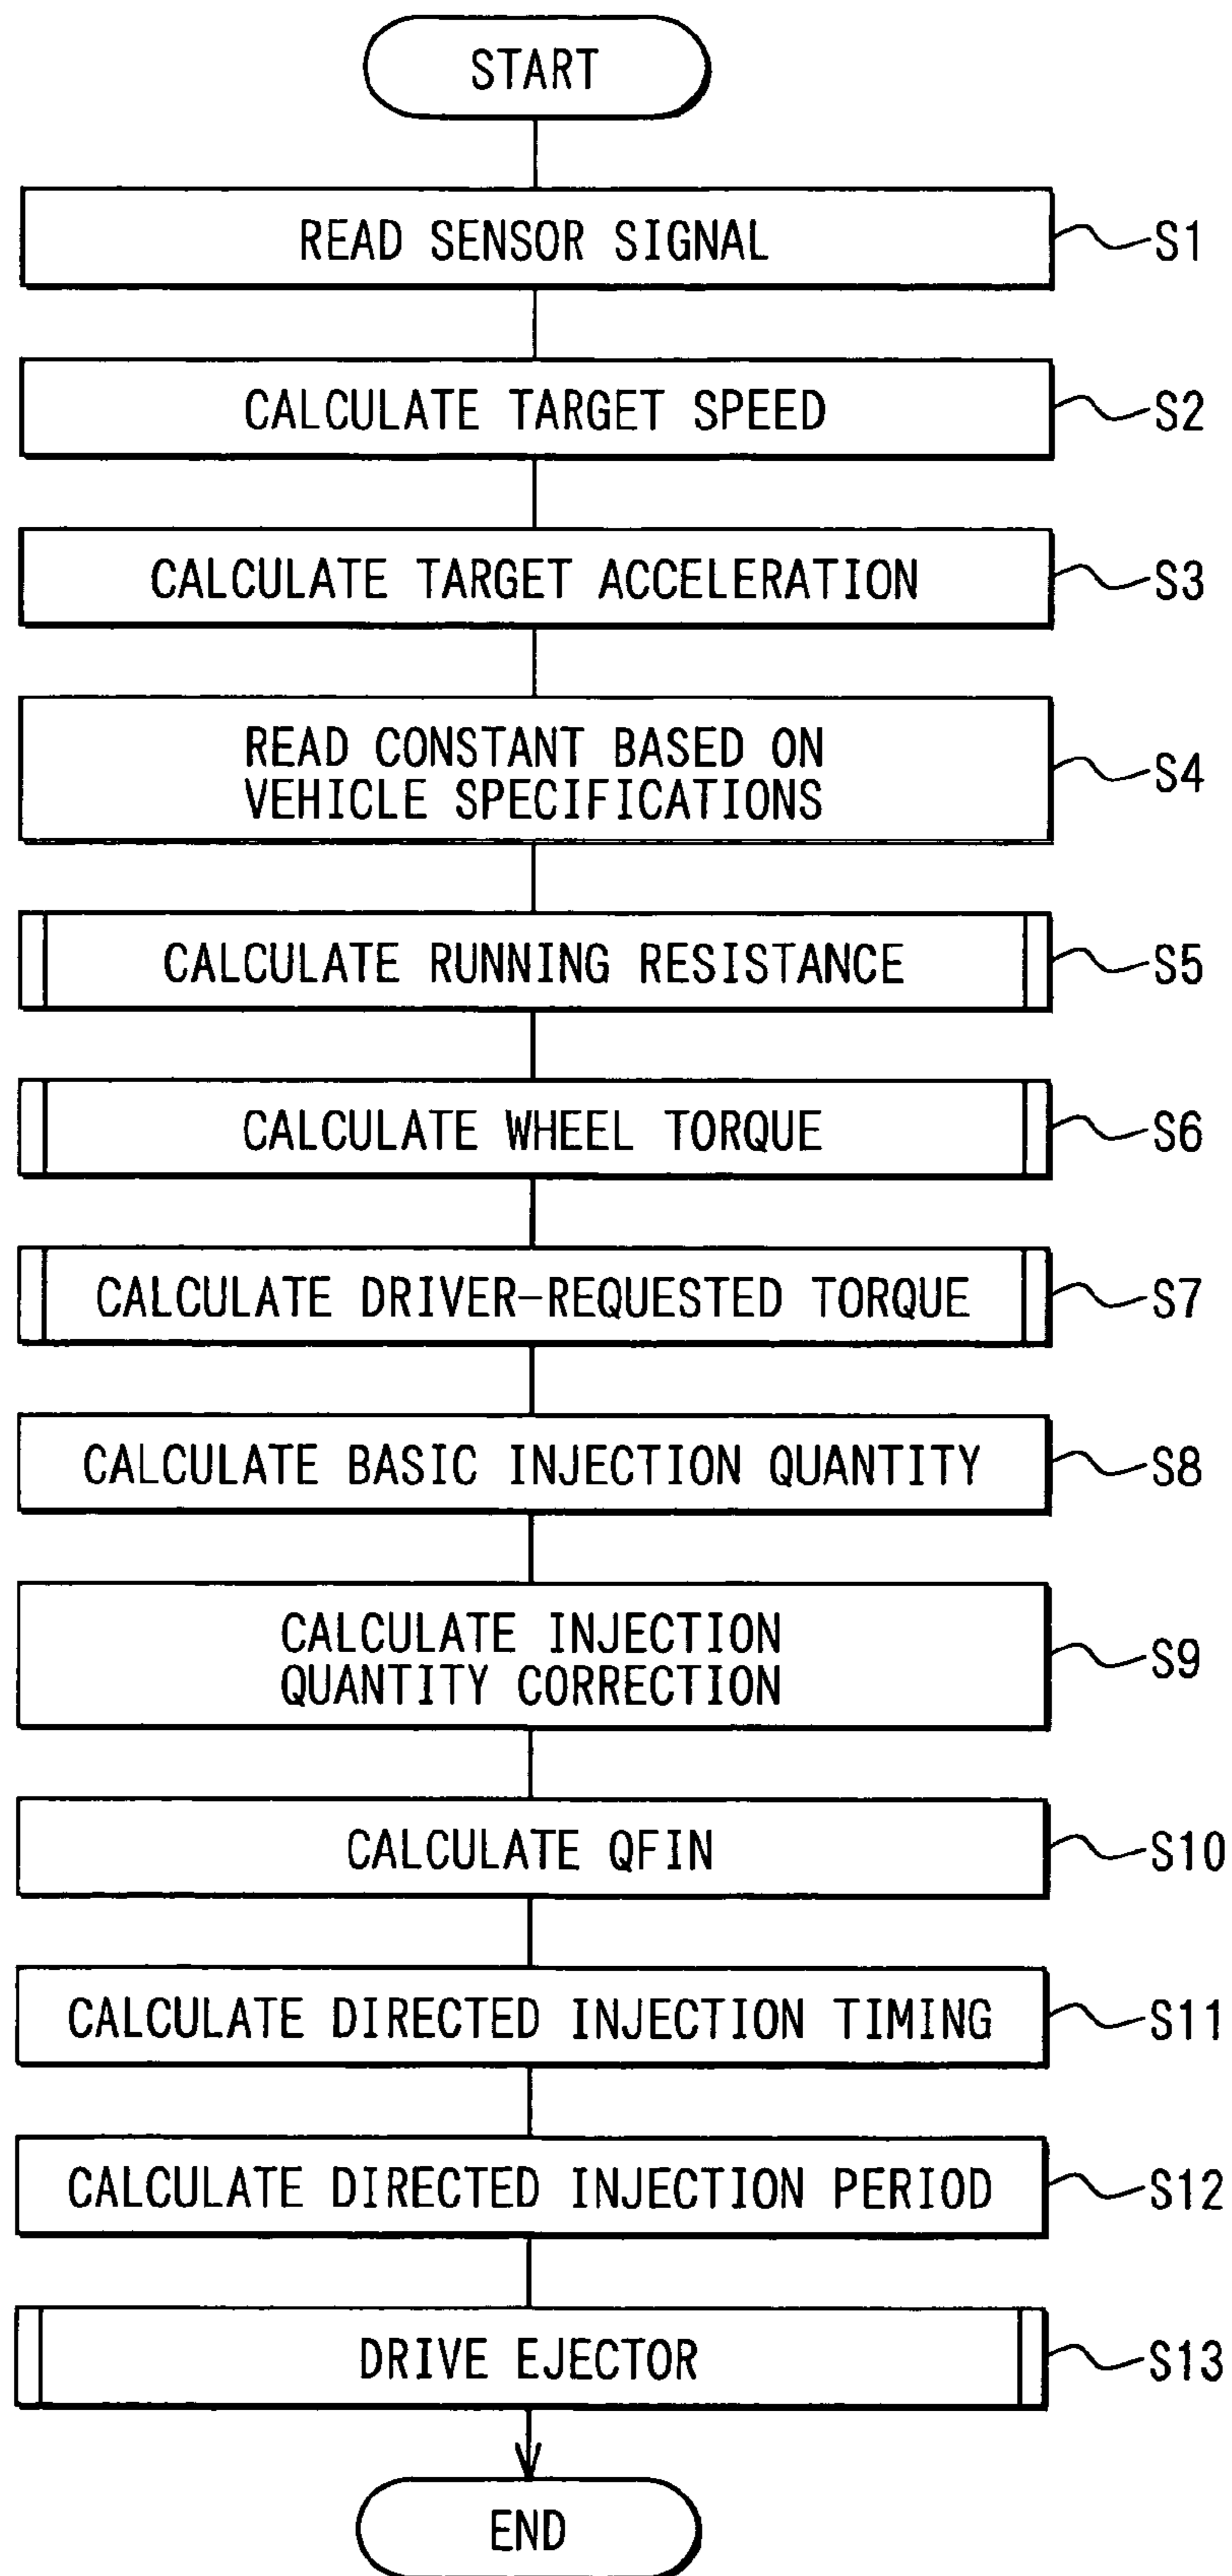 START
READ SENSOR SIGNAL
S1
CALCULATE TARGET SPEED
S2
CALCULATE TARGET ACCELERATION
S3
READ CONSTANT BASED ON
VEHICLE SPECIFICATIONS
S4
CALCULATE RUNNING RESISTANCE
S5
CALCULATE WHEEL TORQUE
S6
CALCULATE DRIVER-REQUESTED TORQUE
S7
CALCULATE BASIC INJECTION QUANTITY
S8
CALCULATE INJECTION
QUANTITY CORRECTION
S9
CALCULATE QFIN
S10
CALCULATE DIRECTED INJECTION TIMING
S11
CALCULATE DIRECTED INJECTION PERIOD
S12
DRIVE EJECTOR
S13
END